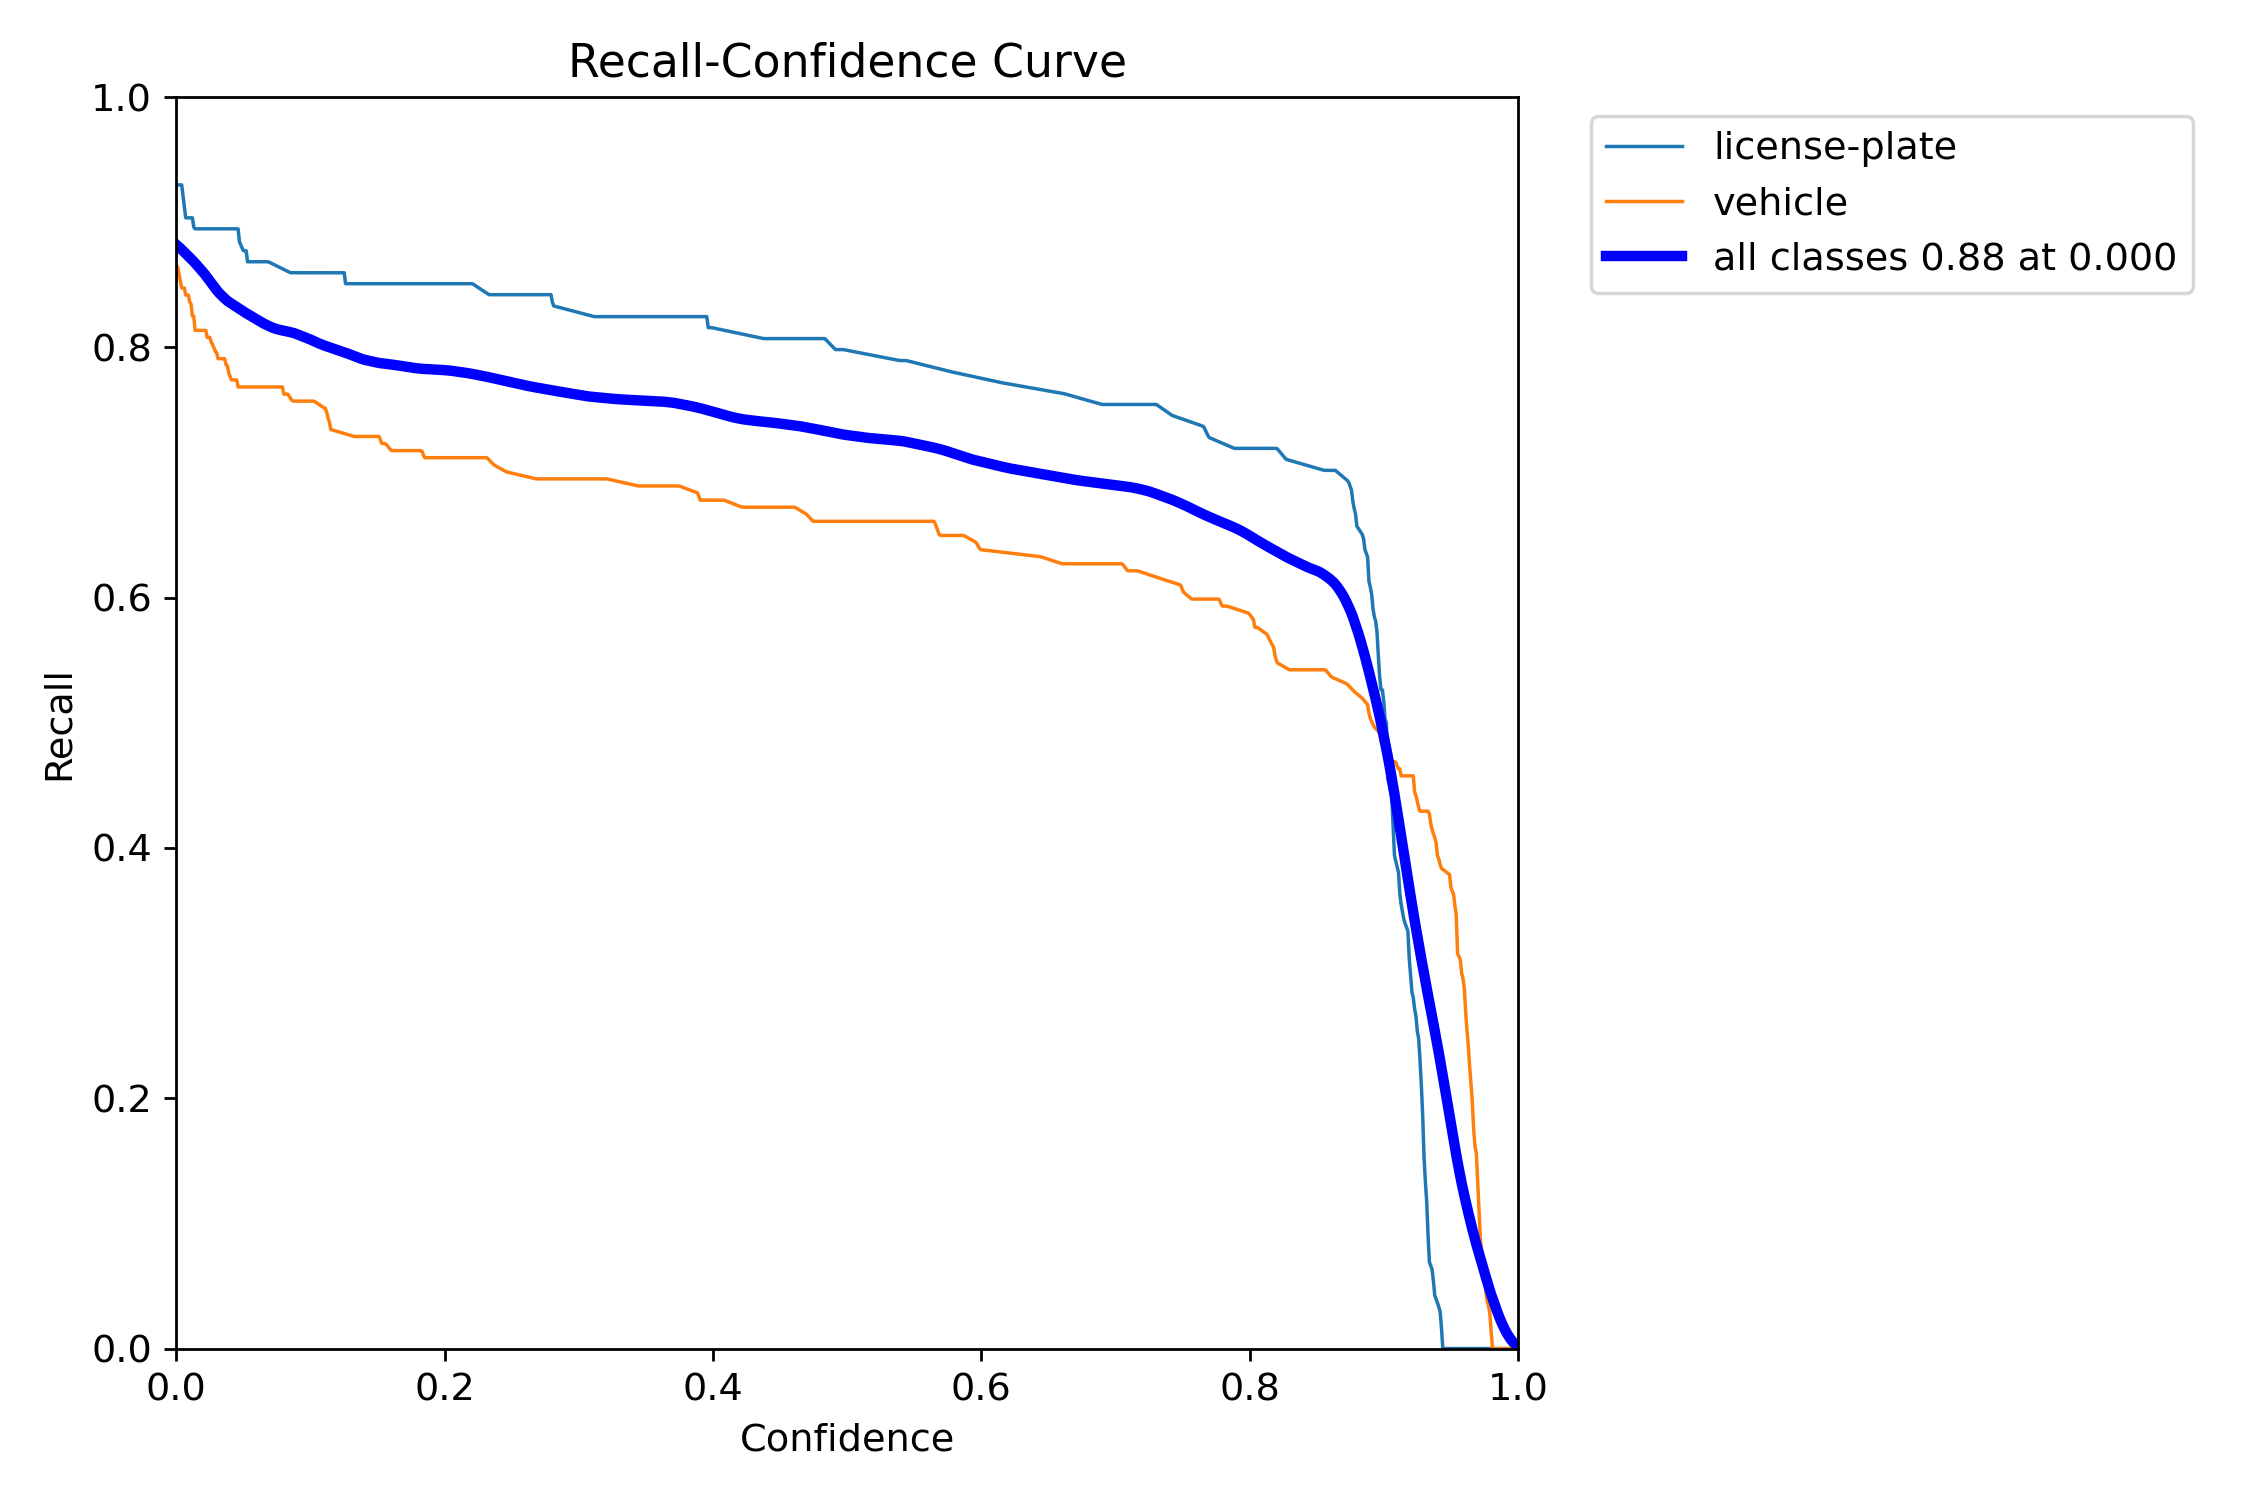 Recall-Confidence Curve
1.0
0.8
0.6
0.4
0.2
0.0
Recall
0.0 0.2 0.4 0.6 0.8 1.0
Confidence
license-plate
vehicle
all classes 0.88 at 0.000